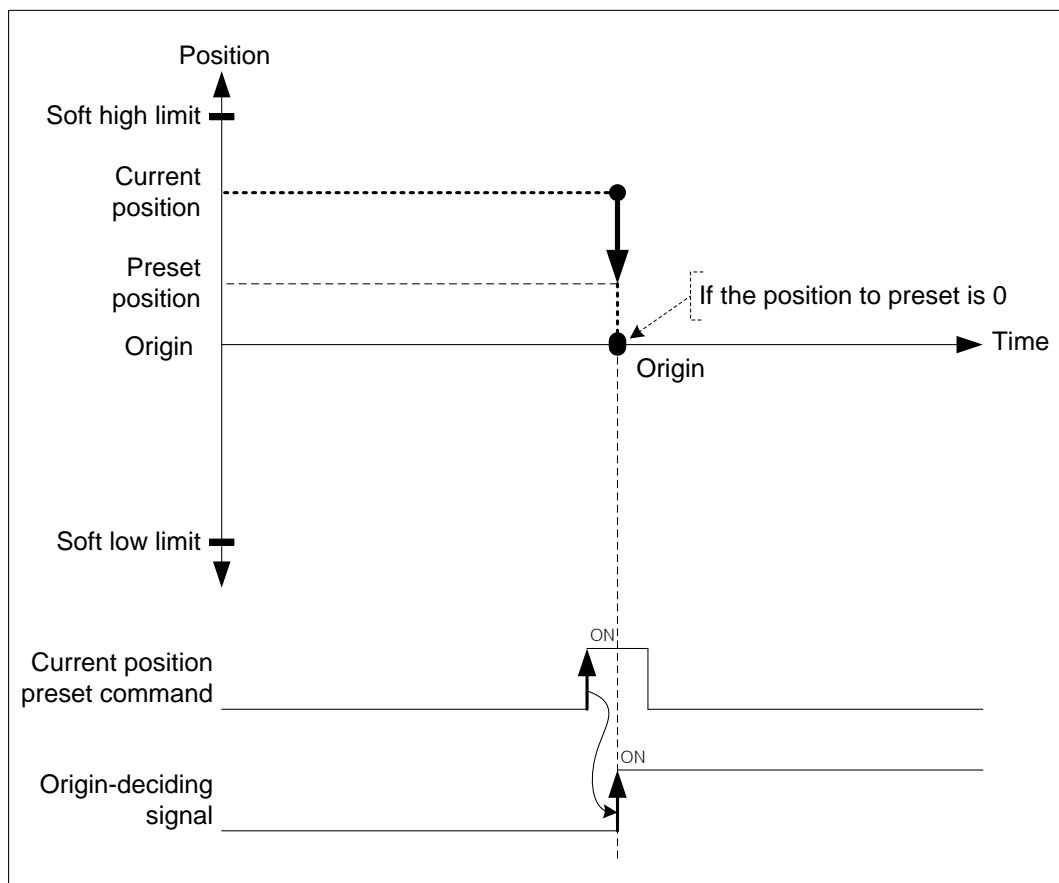 Position
Soft high limit
Current
position
Preset
position
If the position to preset is 0
Origin
Time
Origin
Soft low limit
ON
Current position
preset command
ON
Origin-deciding
signal